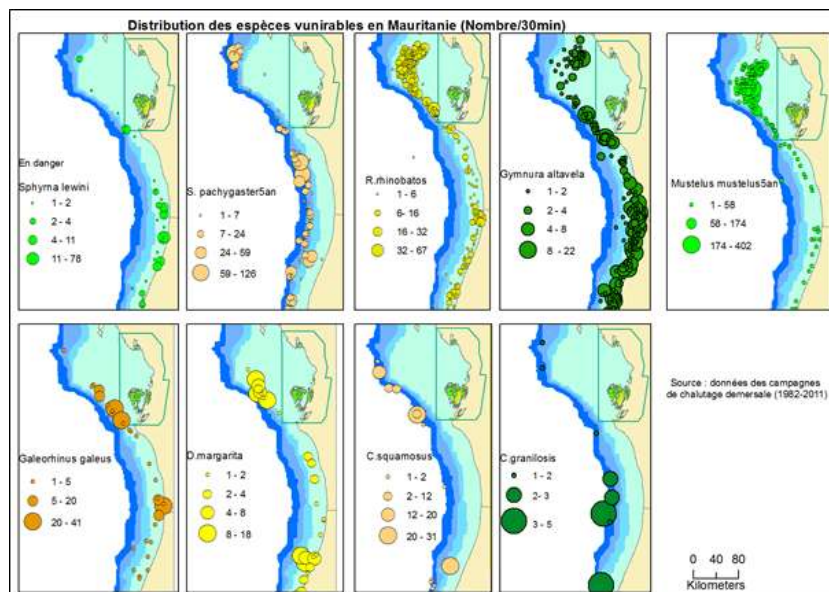 Distribution des espèces vunirables en Mauritanie (Nombre/30min)
En danger
Sphyrna lewini
1 - 2
2 - 4
4 - 11
11 - 78
S. pachygaster5an
1 - 7
7 - 24
24 - 59
59 - 126
R.rhinobatos
1 - 6
6 - 16
16 - 32
32 - 67
Gymnura altavela
1 - 2
2 - 4
4 - 8
8 - 22
Mustelus mustelus5an
1 - 58
58 - 174
174 - 402
Galeorhinus galeus
1 - 5
5 - 20
20 - 41
D.margarita
1 - 2
2 - 4
4 - 8
8 - 18
C.squamosus
1 - 2
2 - 12
12 - 20
20 - 31
C.granilosis
1 - 2
2 - 3
3 - 5
Source : données des campagnes
de chalutage demersale (1982-2011)
0 40 80
Kilometers